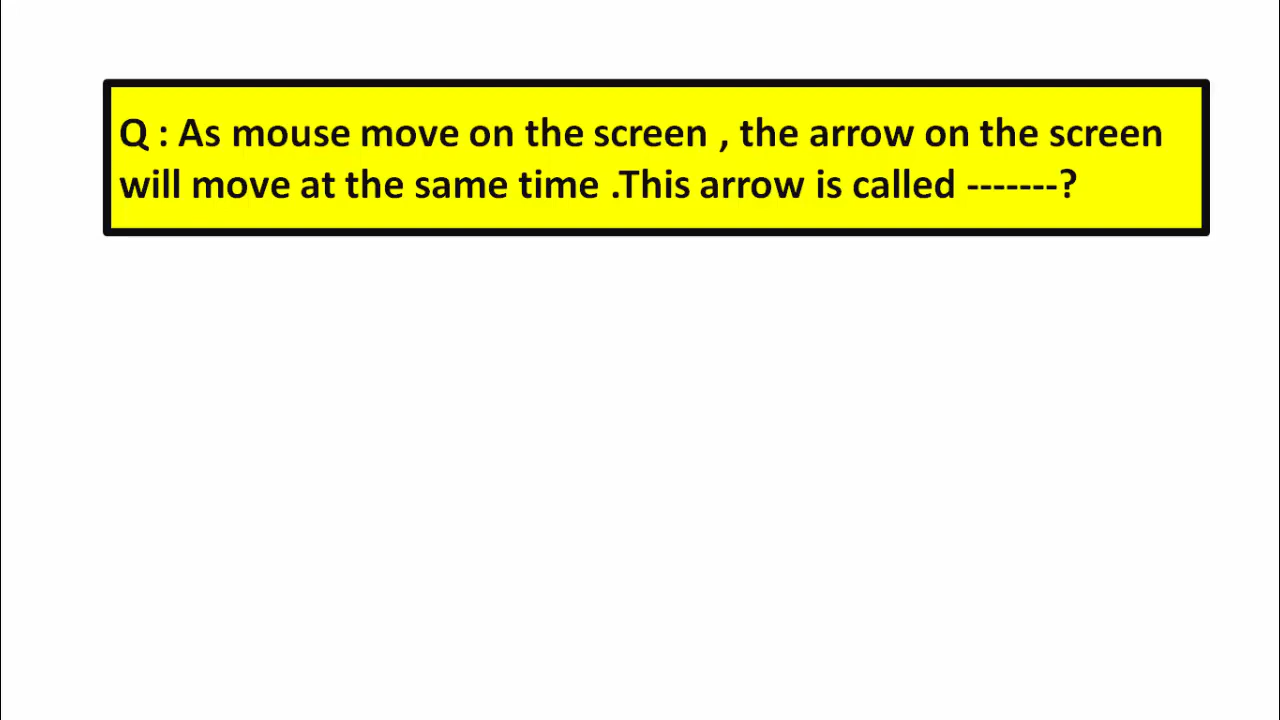 Q : As mouse move on the screen , the arrow on the screen
will move at the same time .This arrow is called -------?